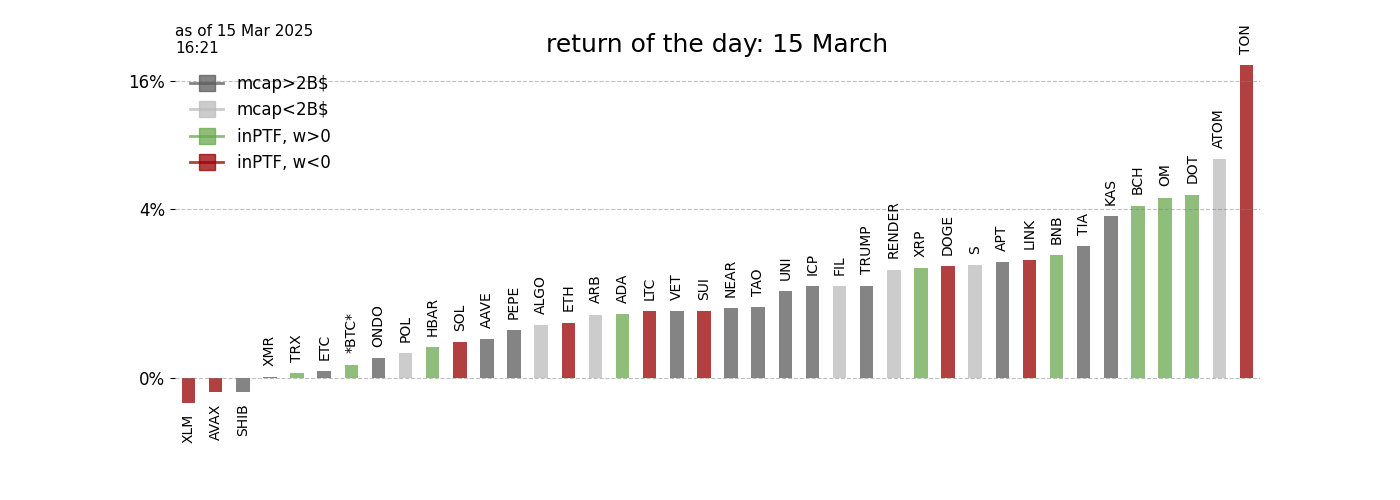 as of 15 Mar 2025
16:21
return of the day: 15 March
16%
4%
0%
mcap>2B$
mcap<2B$
inPTF, w>0
inPTF, w<0
XLM
AVAX
SHIB
XMR
TRX
ETC
*BTC*
ONDO
POL
HBAR
SOL
AAVE
PEPE
ALGO
ETH
ARB
ADA
LTC
VET
SUI
NEAR
TAO
UNI
ICP
FIL
TRUMP
RENDER
XRP
DOGE
S
APT
LINK
BNB
TIA
KAS
BCH
OM
DOT
ATOM
TON